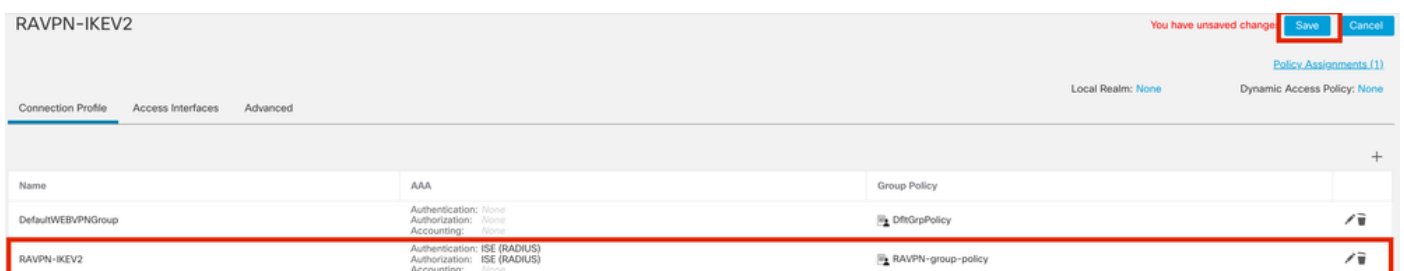 RAVPN-IKEV2
You have unsaved change Save Cancel
Policy Assignments (1)
Local Realm: None Dynamic Access Policy: None
Connection Profile Access Interfaces Advanced
+
Name AAA Group Policy
DefaultWEBVPNGroup
Authentication: None
Authorization: None
Accounting: None
DfltGrpPolicy
RAVPN-IKEV2
Authentication: ISE (RADIUS)
Authorization: ISE (RADIUS)
Accounting: None
RAVPN-group-policy